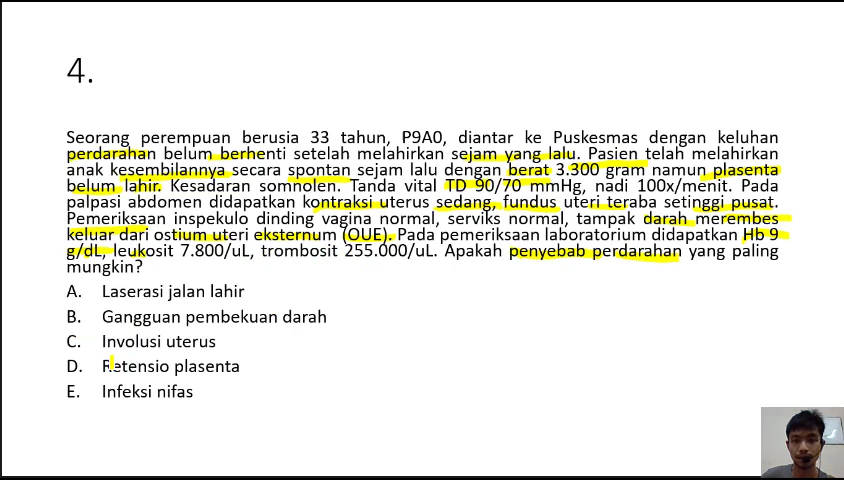 4.
Seorang perempuan berusia 33 tahun, P9A0, diantar ke Puskesmas dengan keluhan
perdarahan belum berhenti setelah melahirkan sejam yang lalu. Pasien telah melahirkan
anak kesembilannya secara spontan sejam lalu dengan berat 3.300 gram namun plasenta
belum lahir. Kesadaran somnolen. Tanda vital TD 90/70 mmHg, nadi 100x/menit. Pada
palpasi abdomen didapatkan kontraksi uterus sedang, fundus uteri teraba setinggi pusat.
Pemeriksaan inspekulo dinding vagina normal, serviks normal, tampak darah merembes
keluar dari ostium uteri eksternum (OUE). Pada pemeriksaan laboratorium didapatkan Hb 9
g/dL, leukosit 7.800/uL, trombosit 255.000/uL. Apakah penyebab perdarahan yang paling
mungkin?
A. Laserasi jalan lahir
B. Gangguan pembekuan darah
C. Involusi uterus
D. Retensio plasenta
E. Infeksi nifas